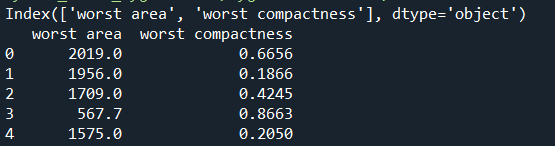 Index(['worst area', 'worst compactness'], dtype='object')
worst area worst compactness
0 2019.0 0.6656
1 1956.0 0.1866
2 1709.0 0.4245
3 567.7 0.8663
4 1575.0 0.2050